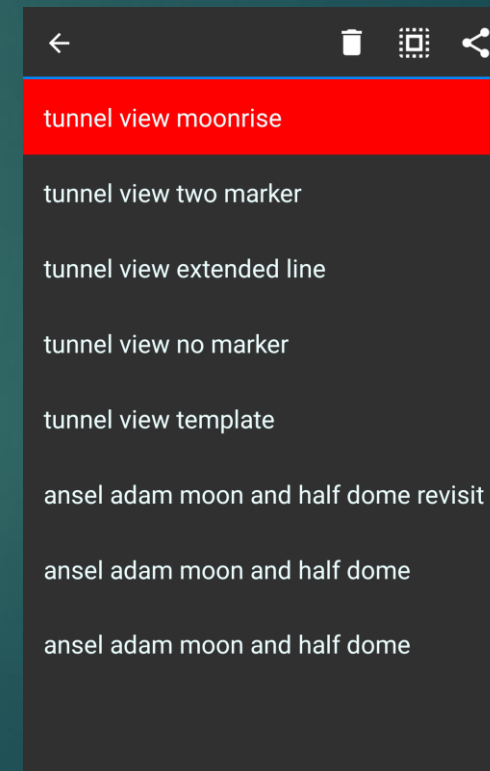 tunnel view moonrise
tunnel view two marker
tunnel view extended line
tunnel view no marker
tunnel view template
ansel adam moon and half dome revisit
ansel adam moon and half dome
ansel adam moon and half dome